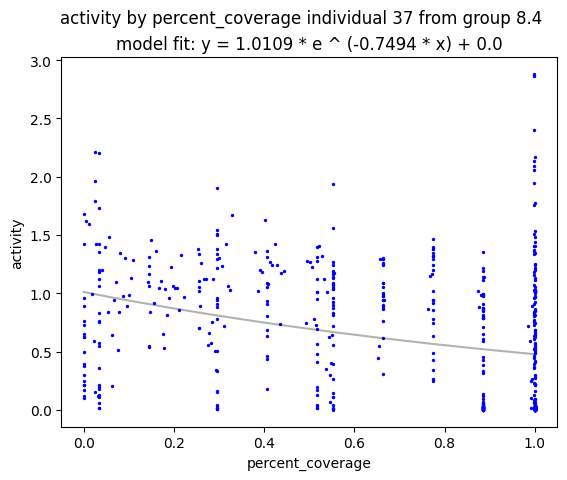 activity by percent_coverage individual 37 from group 8.4
model fit: y = 1.0109 * e ^ (-0.7494 * x) + 0.0
3.0
2.5
2.0
1.5
1.0
0.5
0.0
activity
0.0 0.2 0.4 0.6 0.8 1.0
percent_coverage